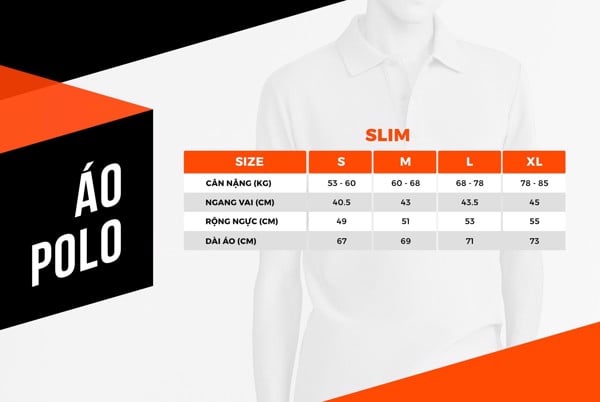 ÁO
POLO
SLIM
SIZE S M L XL
CÂN NẶNG (KG) 53 - 60 60 - 68 68 - 78 78 - 85
NGANG VAI (CM) 40.5 43 43.5 45
RỘNG NGỰC (CM) 49 51 53 55
DÀI ÁO (CM) 67 69 71 73